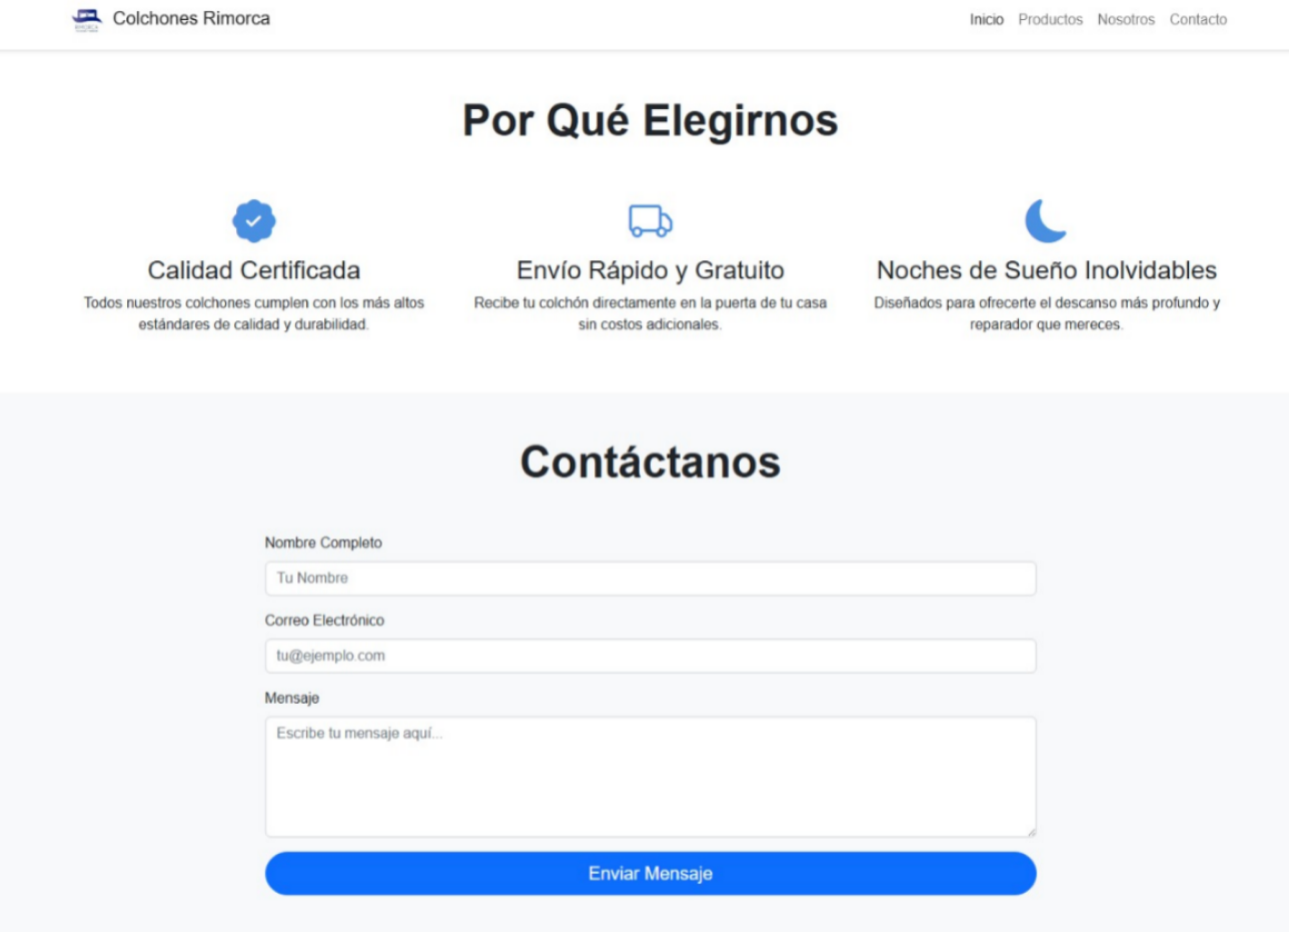 Colchones Rimorca
Inicio Productos Nosotros Contacto
Por Qué Elegirnos
Calidad Certificada
Todos nuestros colchones cumplen con los más altos
estándares de calidad y durabilidad.
Envío Rápido y Gratuito
Recibe tu colchón directamente en la puerta de tu casa
sin costos adicionales.
Noches de Sueño Inolvidables
Diseñados para ofrecerte el descanso más profundo y
reparador que mereces.
Contáctanos
Nombre Completo
Tu Nombre
Correo Electrónico
tu@ejemplo.com
Mensaje
Escribe tu mensaje aquí...
Enviar Mensaje